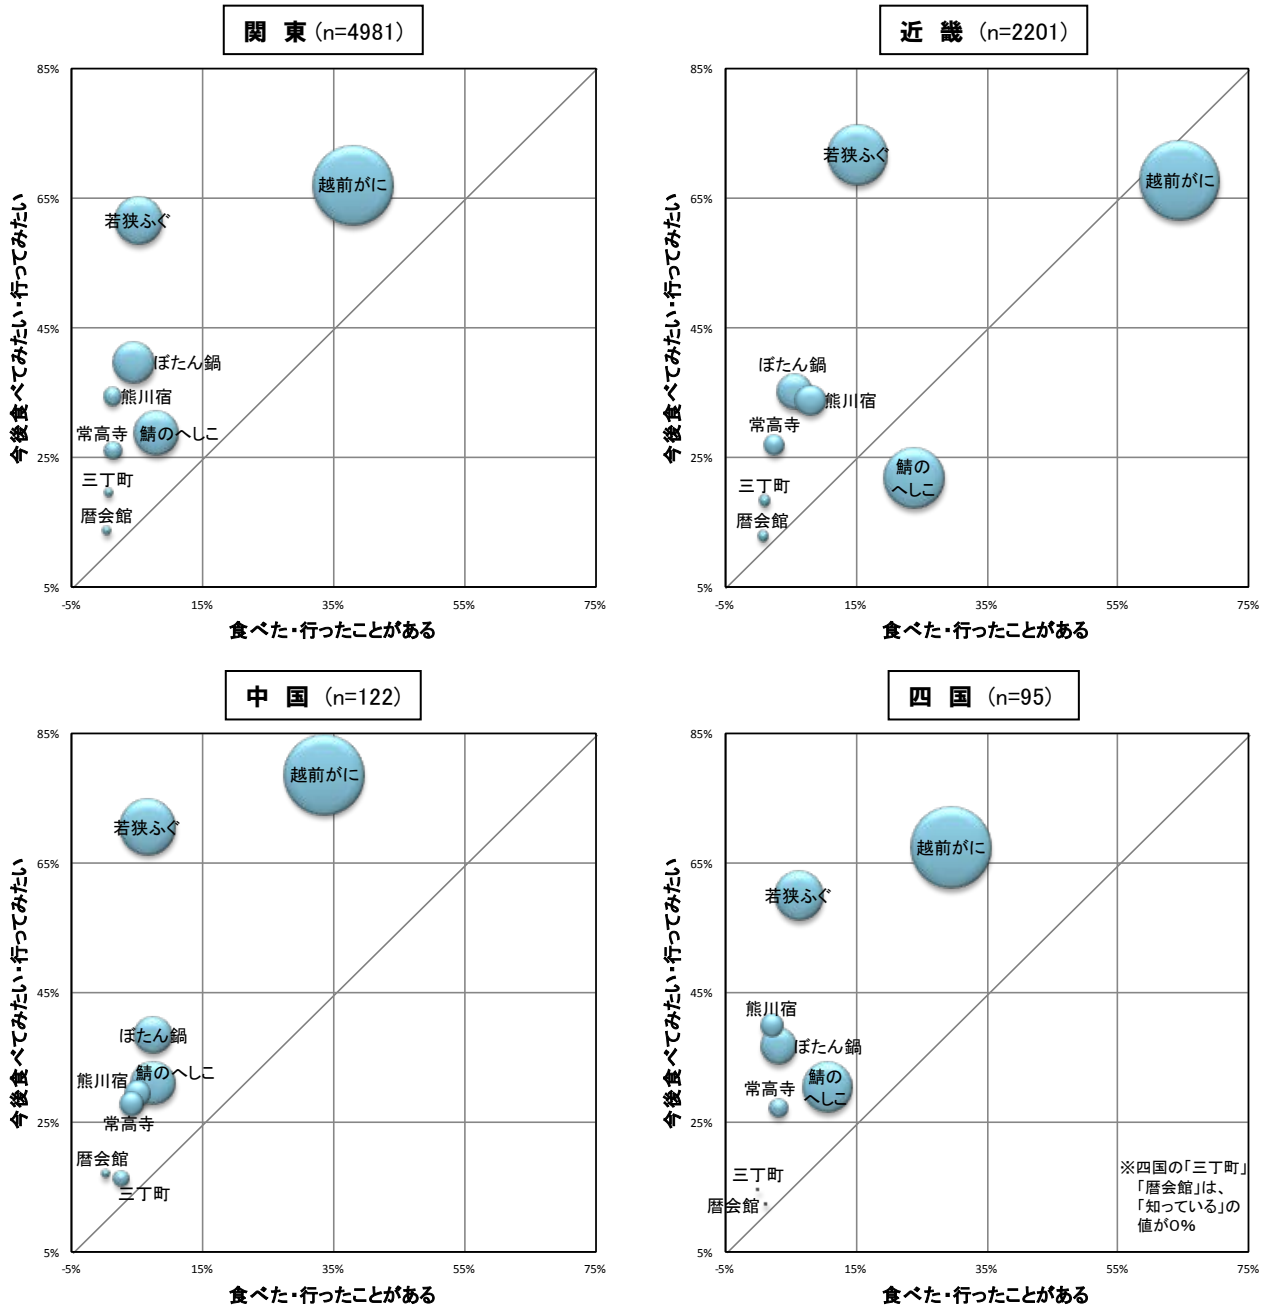 関 東 (n=4981)
85%
65%
45%
25%
5%
-5%
15%
35%
55%
75%
今後食べてみたい・行ってみたい
食べた・行ったことがある
越前がに
若狭ふぐ
ぼたん鍋
熊川宿
鯖のへしこ
常高寺
三丁町
暦会館
近 畿 (n=2201)
85%
65%
45%
25%
5%
-5%
15%
35%
55%
75%
今後食べてみたい・行ってみたい
食べた・行ったことがある
若狭ふぐ
越前がに
ぼたん鍋
熊川宿
常高寺
鯖の
へしこ
三丁町
暦会館
中 国 (n=122)
85%
65%
45%
25%
5%
-5%
15%
35%
55%
75%
今後食べてみたい・行ってみたい
食べた・行ったことがある
越前がに
若狭ふぐ
ぼたん鍋
鯖のへしこ
熊川宿
常高寺
暦会館
三丁町
四 国 (n=95)
85%
65%
45%
25%
5%
-5%
15%
35%
55%
75%
今後食べてみたい・行ってみたい
食べた・行ったことがある
越前がに
若狭ふぐ
熊川宿
ぼたん鍋
鯖の
へしこ
常高寺
三丁町
暦会館
※四国の「三丁町」
「暦会館」は、
「知っている」の
値が0%